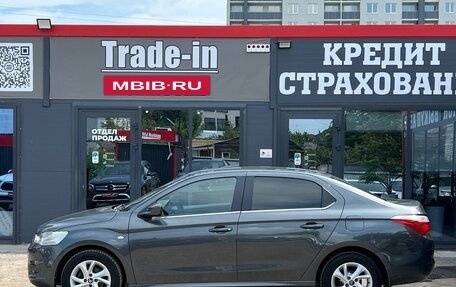 Trade-in
MBIB-RU
КРЕДИТ
СТРАХОВАН
ОТДЕЛ
ПРОДАЖ